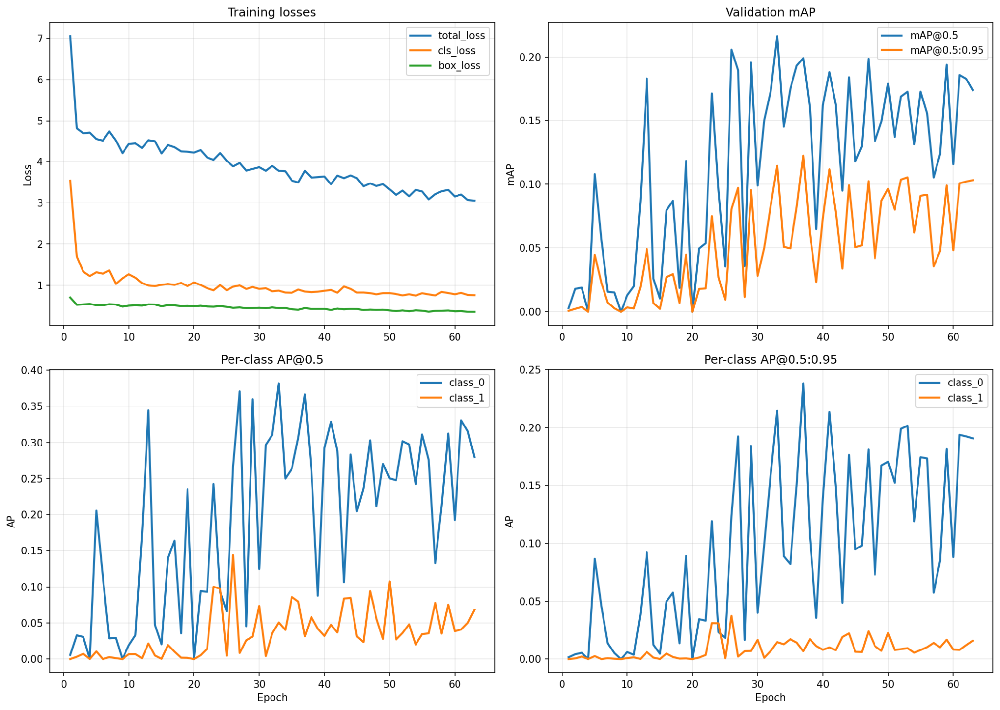 Training losses
Loss
7
6
5
4
3
2
1
0 10 20 30 40 50 60
total_loss
cls_loss
box_loss
Validation mAP
mAP
0.20
0.15
0.10
0.05
0.00
0 10 20 30 40 50 60
mAP@0.5
mAP@0.5:0.95
Per-class AP@0.5
AP
0.40
0.35
0.30
0.25
0.20
0.15
0.10
0.05
0.00
0 10 20 30 40 50 60
Epoch
class_0
class_1
Per-class AP@0.5:0.95
AP
0.25
0.20
0.15
0.10
0.05
0.00
0 10 20 30 40 50 60
Epoch
class_0
class_1